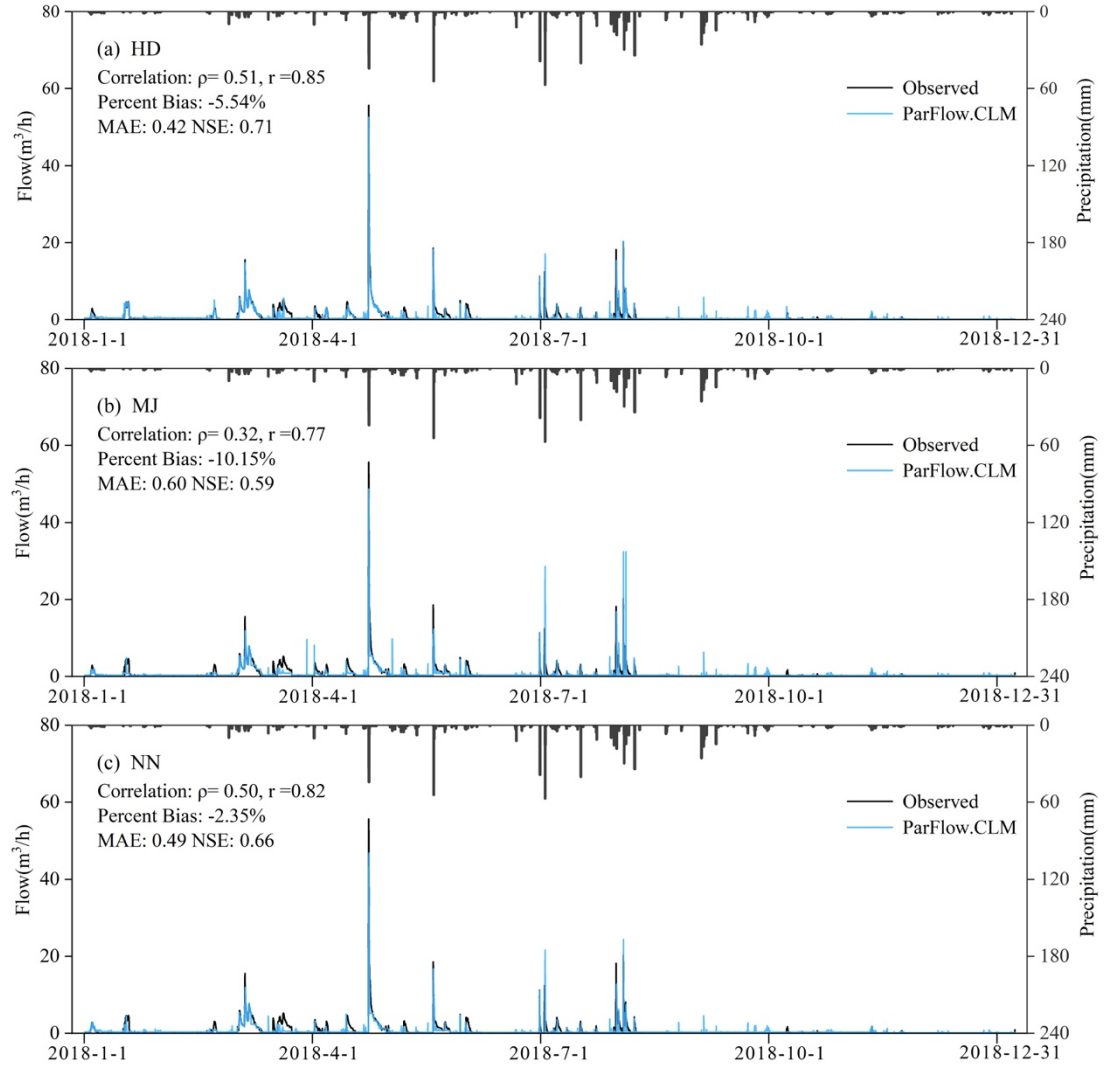 (a) HD
Correlation: ρ= 0.51, r =0.85
Percent Bias: -5.54%
MAE: 0.42 NSE: 0.71
Observed
ParFlow.CLM
Flow(m³/h)
80
60
40
20
0
Precipitation(mm)
0
60
120
180
240
2018-1-1 2018-4-1 2018-7-1 2018-10-1 2018-12-31
(b) MJ
Correlation: ρ= 0.32, r =0.77
Percent Bias: -10.15%
MAE: 0.60 NSE: 0.59
Observed
ParFlow.CLM
Flow(m³/h)
80
60
40
20
0
Precipitation(mm)
0
60
120
180
240
2018-1-1 2018-4-1 2018-7-1 2018-10-1 2018-12-31
(c) NN
Correlation: ρ= 0.50, r =0.82
Percent Bias: -2.35%
MAE: 0.49 NSE: 0.66
Observed
ParFlow.CLM
Flow(m³/h)
80
60
40
20
0
Precipitation(mm)
0
60
120
180
240
2018-1-1 2018-4-1 2018-7-1 2018-10-1 2018-12-31